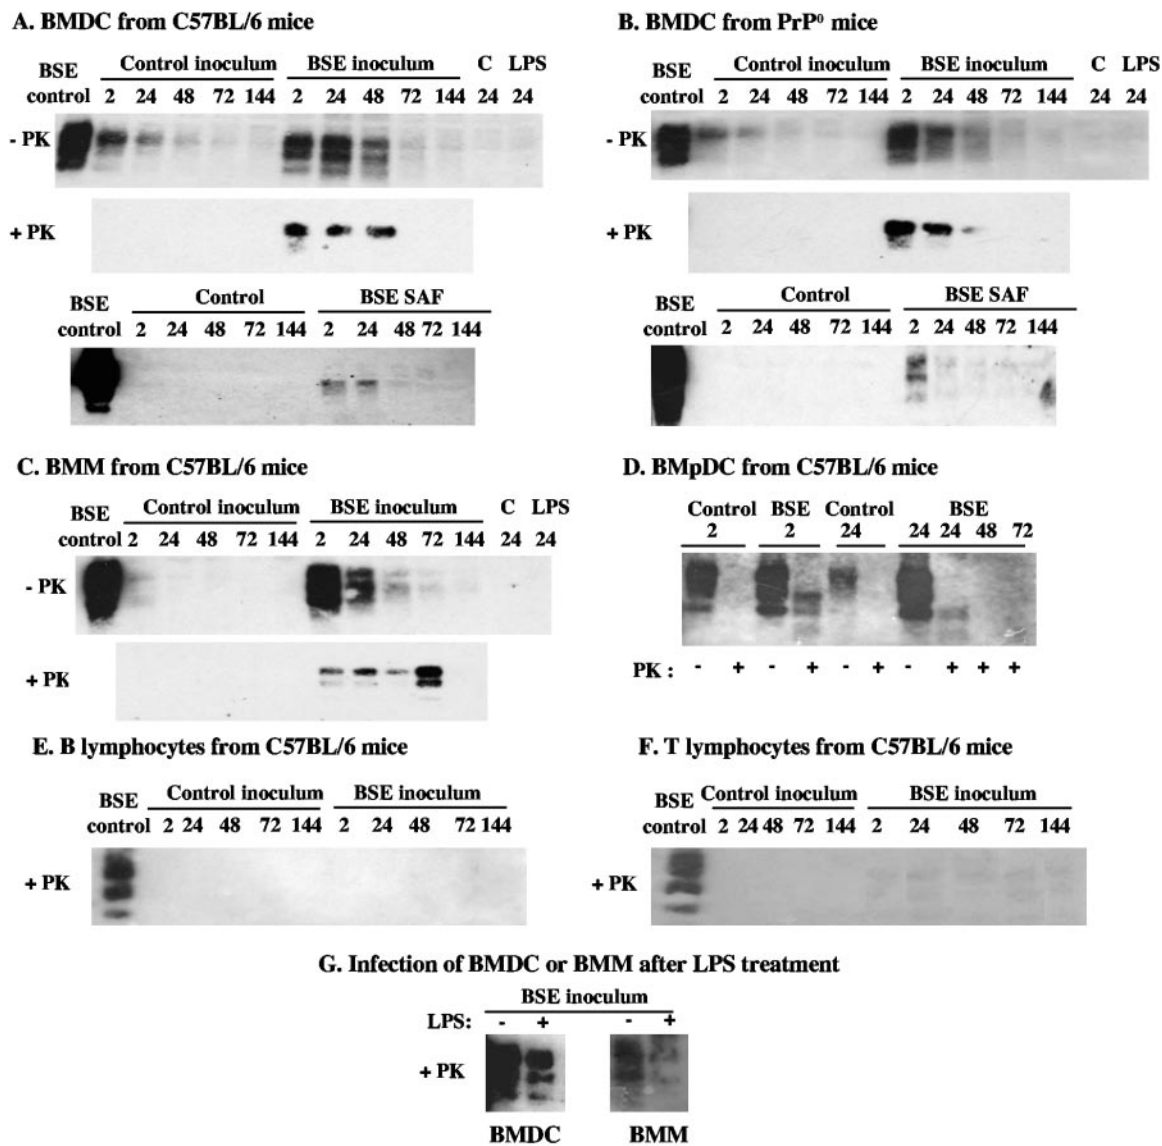 A. BMDC from C57BL/6 mice
BSE control
Control inoculum
BSE inoculum
C LPS
2 24 48 72 144 2 24 48 72 144 24 24
- PK
+ PK
BSE control
Control
BSE SAF
2 24 48 72 144 2 24 48 72 144
B. BMDC from PrP⁰ mice
BSE control
Control inoculum
BSE inoculum
C LPS
2 24 48 72 144 2 24 48 72 144 24 24
- PK
+ PK
BSE control
Control
BSE SAF
2 24 48 72 144 2 24 48 72 144
C. BMM from C57BL/6 mice
BSE control
Control inoculum
BSE inoculum
C LPS
2 24 48 72 144 2 24 48 72 144 24 24
- PK
+ PK
D. BMpDC from C57BL/6 mice
Control BSE Control BSE
2 2 24 24 24 48 72
PK : - + - + - + - + + +
E. B lymphocytes from C57BL/6 mice
BSE control
Control inoculum
BSE inoculum
2 24 48 72 144 2 24 48 72 144
+ PK
F. T lymphocytes from C57BL/6 mice
BSE control
Control inoculum
BSE inoculum
2 24 48 72 144 2 24 48 72 144
+ PK
G. Infection of BMDC or BMM after LPS treatment
BSE inoculum
LPS: - + - +
+ PK
BMDC BMM